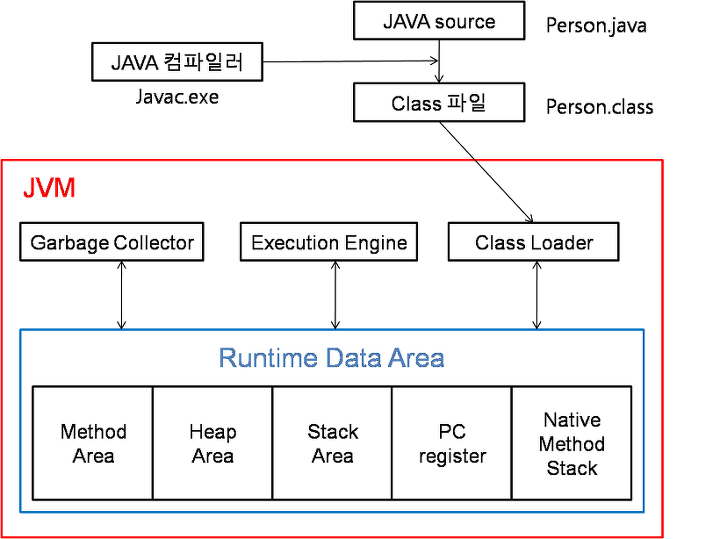 JAVA source
Person.java
JAVA 컴파일러
Javac.exe
Class 파일
Person.class
JVM
Garbage Collector
Execution Engine
Class Loader
Runtime Data Area
Method
Area
Heap
Area
Stack
Area
PC
register
Native
Method
Stack